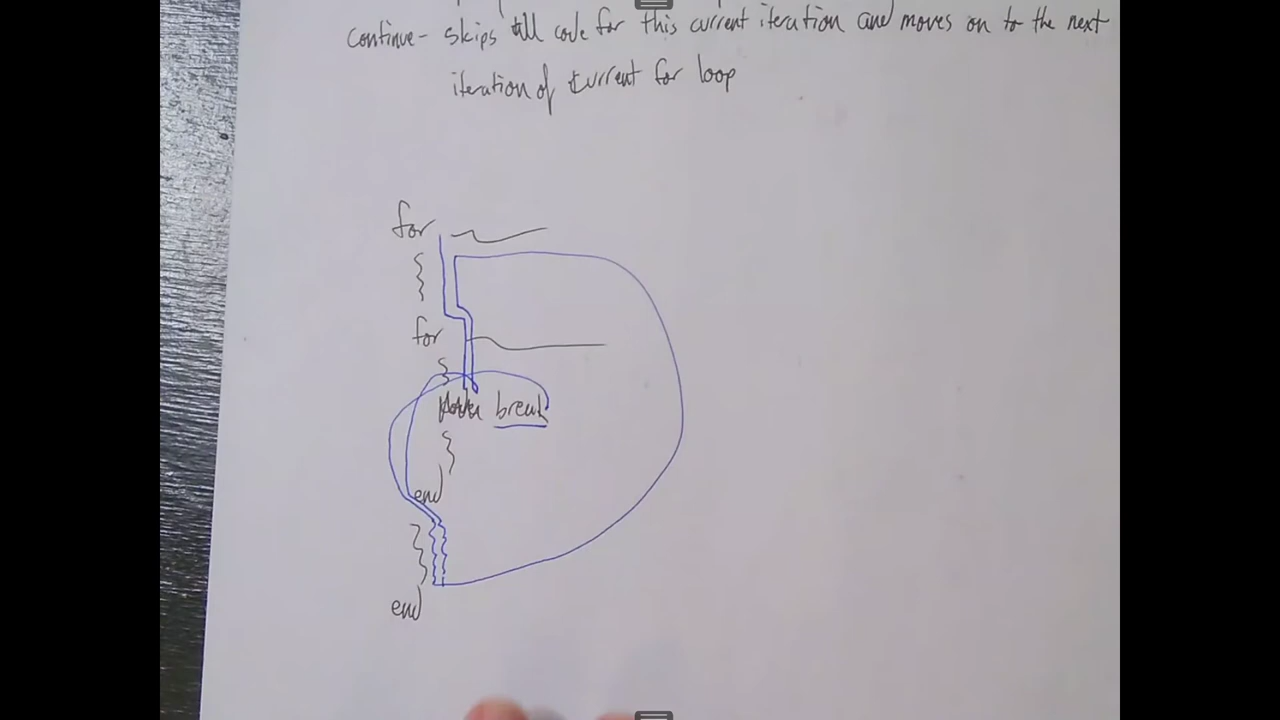 continue- skips all code for this current iteration and moves on to the next
iteration of current for loop
for
for
break
end
end